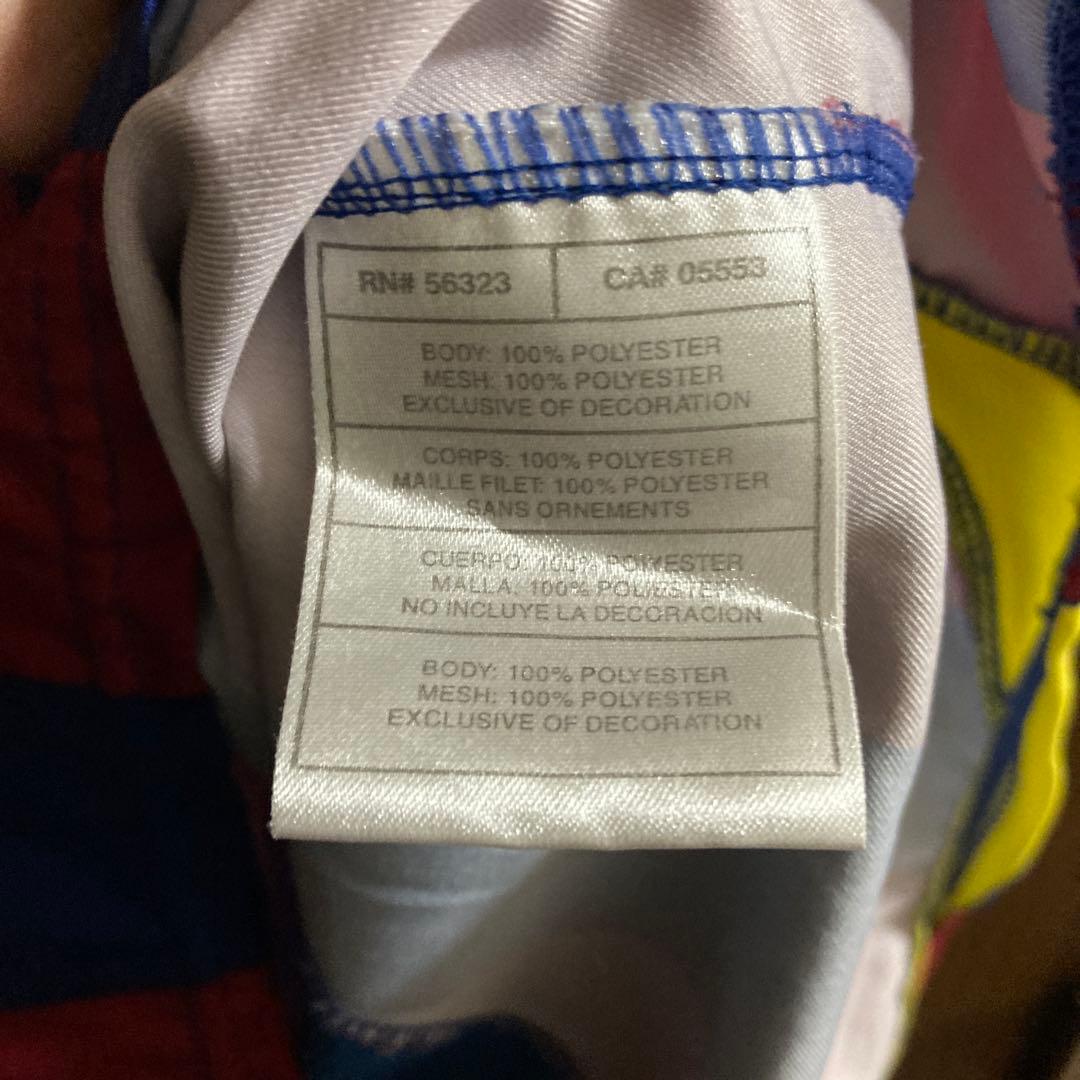 RN# 56323
CA# 05553
BODY: 100% POLYESTER
MESH: 100% POLYESTER
EXCLUSIVE OF DECORATION
CORPS: 100% POLYESTER
MAILLE FILET: 100% POLYESTER
SANS ORNEMENTS
CUERPO: 100% POLYESTER
MALLA: 100% POLIESTER
NO INCLUYE LA DECORACION
BODY: 100% POLYESTER
MESH: 100% POLYESTER
EXCLUSIVE OF DECORATION